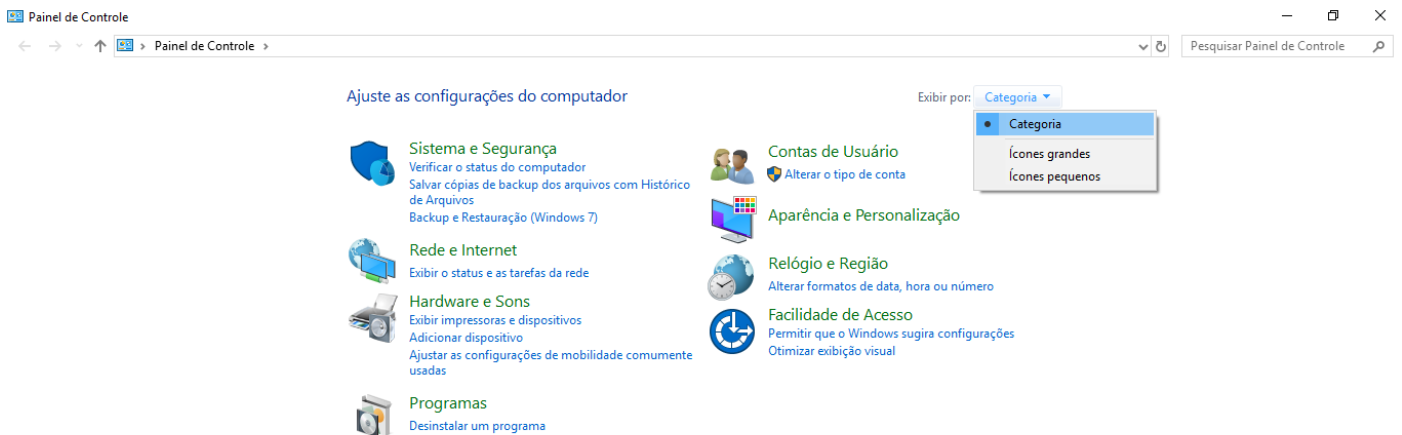 Painel de Controle
Painel de Controle
Pesquisar Painel de Controle
Ajuste as configurações do computador
Exibir por: Categoria
Categoria
Ícones grandes
Ícones pequenos
Sistema e Segurança
Verificar o status do computador
Salvar cópias de backup dos arquivos com Histórico
de Arquivos
Backup e Restauração (Windows 7)
Rede e Internet
Exibir o status e as tarefas da rede
Hardware e Sons
Exibir impressoras e dispositivos
Adicionar dispositivo
Ajustar as configurações de mobilidade comumente
usadas
Programas
Desinstalar um programa
Contas de Usuário
Alterar o tipo de conta
Aparência e Personalização
Relógio e Região
Alterar formatos de data, hora ou número
Facilidade de Acesso
Permitir que o Windows sugira configurações
Otimizar exibição visual